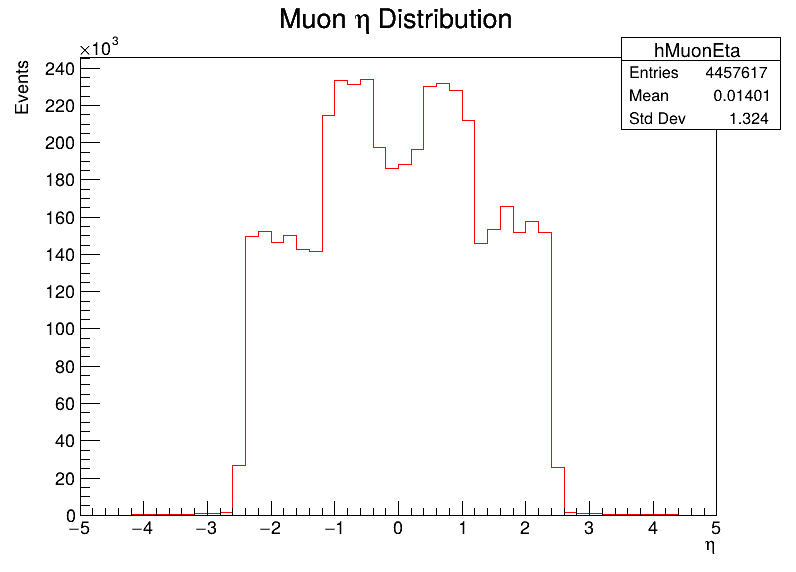 Muon η Distribution
×10³
hMuonEta
Entries 4457617
Mean 0.01401
Std Dev 1.324
Events
240
220
200
180
160
140
120
100
80
60
40
20
0
−5 −4 −3 −2 −1 0 1 2 3 4 5
η